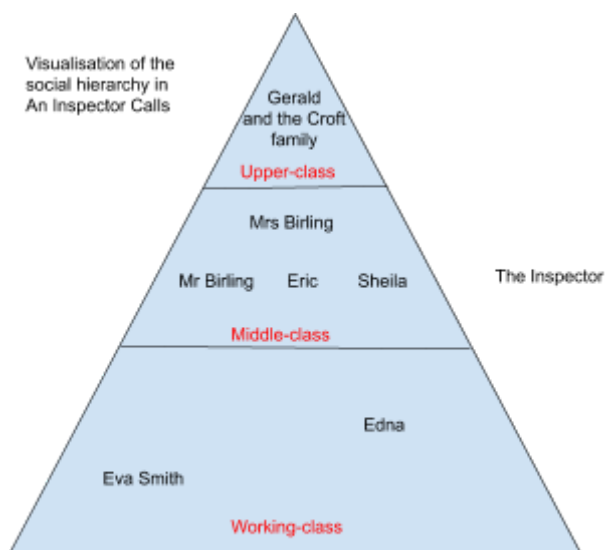 Visualisation of the
social hierarchy in
An Inspector Calls
Gerald
and the Croft
family
Upper-class
Mrs Birling
Mr Birling Eric Sheila
The Inspector
Middle-class
Edna
Eva Smith
Working-class